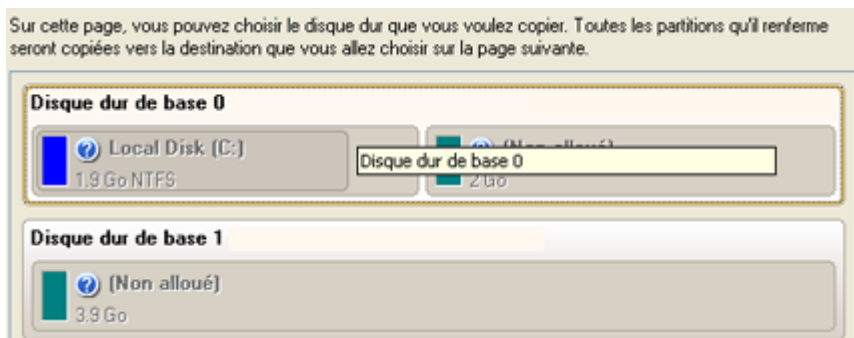 Sur cette page, vous pouvez choisir le disque dur que vous voulez copier. Toutes les partitions qu'il renferme
seront copiées vers la destination que vous allez choisir sur la page suivante.
Disque dur de base 0
Local Disk (C:)
1.9 Go NTFS
(Non alloué)
2 Go
Disque dur de base 0
Disque dur de base 1
(Non alloué)
3.9 Go